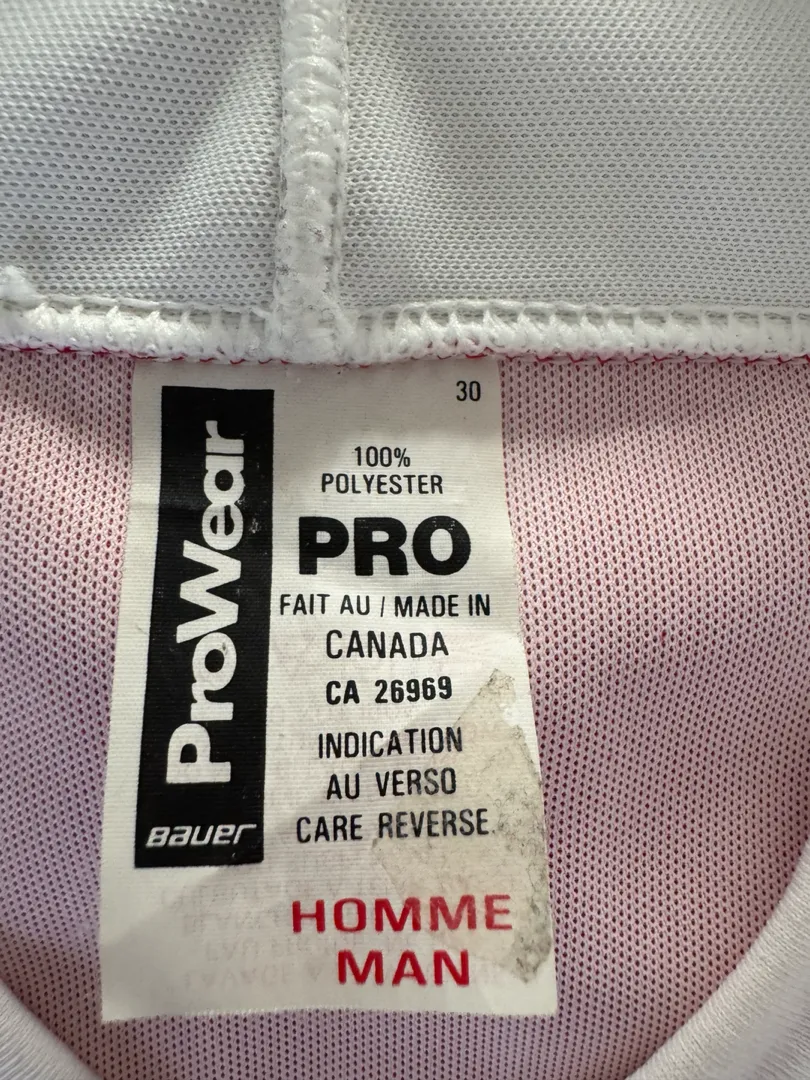 30
ProWear
BAUER
100%
POLYESTER
PRO
FAIT AU / MADE IN
CANADA
CA 26969
INDICATION
AU VERSO
CARE REVERSE
HOMME
MAN